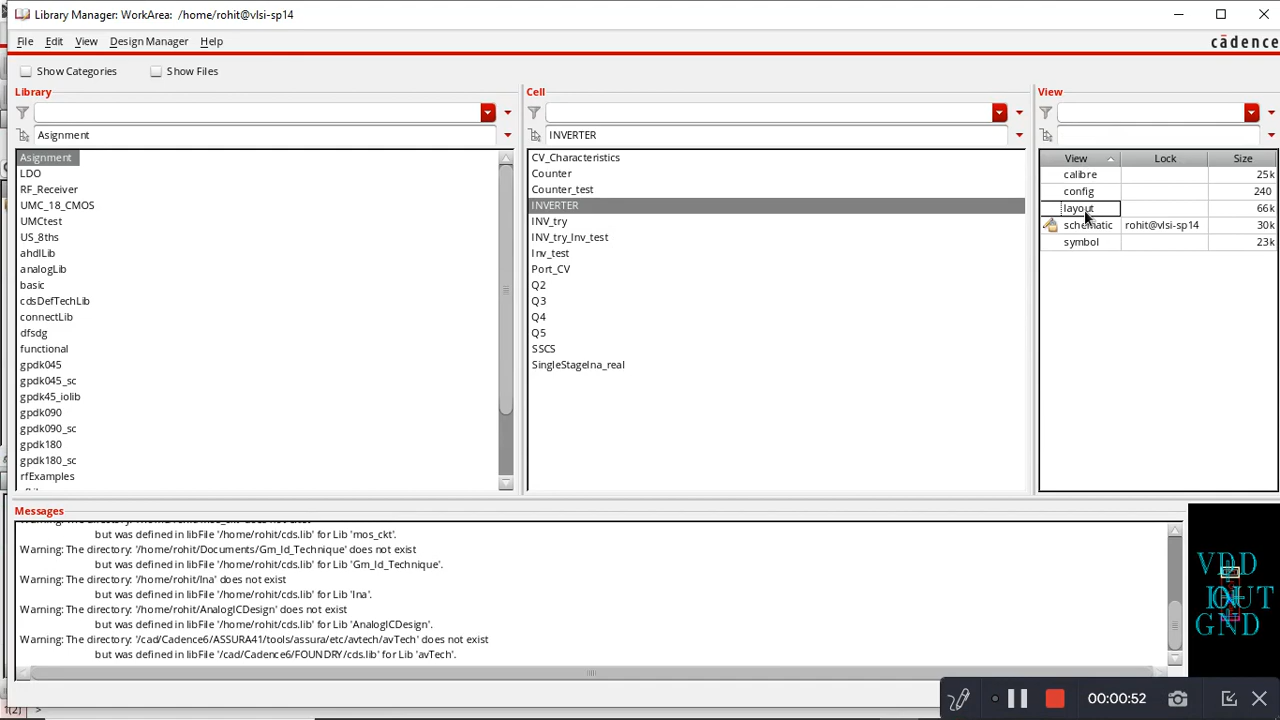 Library Manager: WorkArea: /home/rohit@vlsi-sp14
File Edit View Design Manager Help
cādence
Show Categories Show Files
Library
Asignment
Asignment
LDO
RF_Receiver
UMC_18_CMOS
UMCtest
US_8ths
ahdlLib
analogLib
basic
cdsDefTechLib
connectLib
dfsdg
functional
gpdk045
gpdk045_sc
gpdk45_iolib
gpdk090
gpdk090_sc
gpdk180
gpdk180_sc
rfExamples
Cell
INVERTER
CV_Characteristics
Counter
Counter_test
INVERTER
INV_try
INV_try_Inv_test
Inv_test
Port_CV
Q2
Q3
Q4
Q5
SSCS
SingleStagelna_real
View
View Lock Size
calibre 25k
config 240
layout 66k
schematic rohit@vlsi-sp14 30k
symbol 23k
Messages
but was defined in libFile '/home/rohit/cds.lib' for Lib 'mos_ckt'.
Warning: The directory: '/home/rohit/Documents/Gm_Id_Technique' does not exist
but was defined in libFile '/home/rohit/cds.lib' for Lib 'Gm_Id_Technique'.
Warning: The directory: '/home/rohit/lna' does not exist
but was defined in libFile '/home/rohit/cds.lib' for Lib 'lna'.
Warning: The directory: '/home/rohit/AnalogICDesign' does not exist
but was defined in libFile '/home/rohit/cds.lib' for Lib 'AnalogICDesign'.
Warning: The directory: '/cad/Cadence6/ASSURA41/tools/assura/etc/avtech/avTech' does not exist
but was defined in libFile '/cad/Cadence6/FOUNDRY/cds.lib' for Lib 'avTech'.
VDD
IN OUT
GND
00:00:52
1(2) >